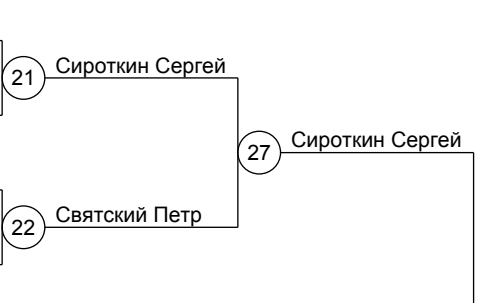 21 Сироткин Сергей
27 Сироткин Сергей
22 Святский Петр